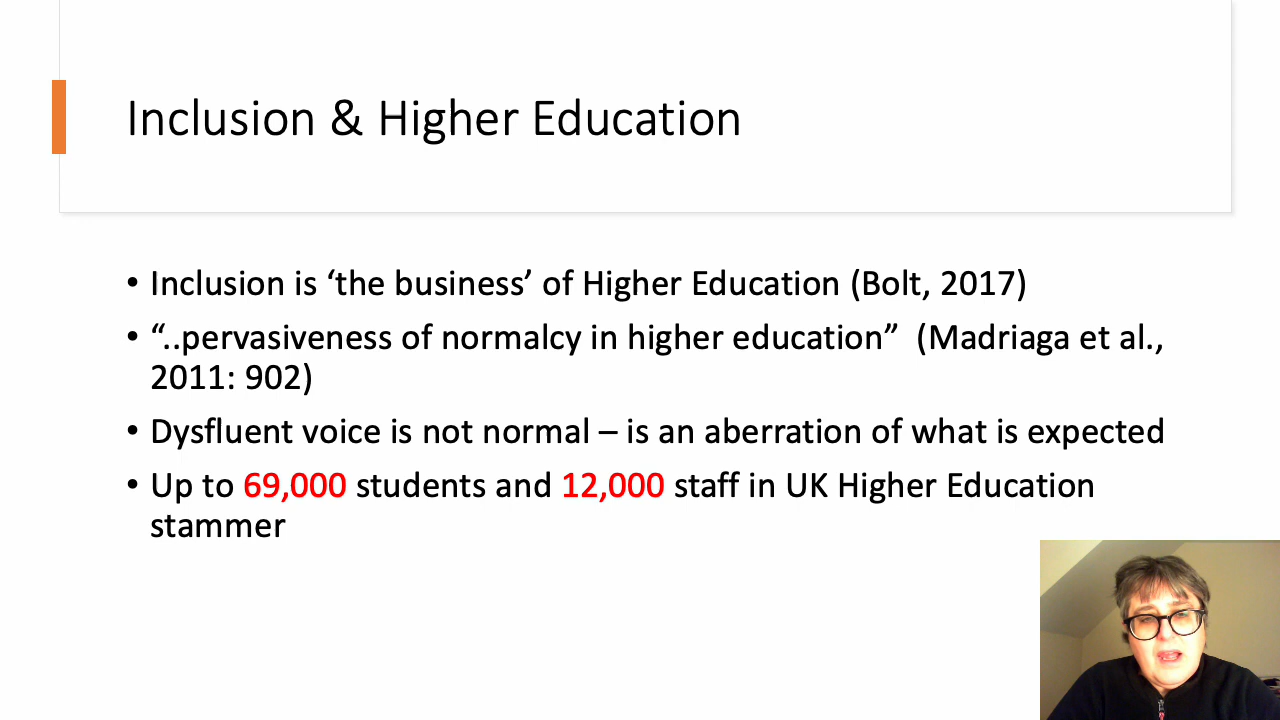 Inclusion & Higher Education
• Inclusion is ‘the business’ of Higher Education (Bolt, 2017)
• “..pervasiveness of normalcy in higher education”  (Madriaga et al.,
2011: 902)
• Dysfluent voice is not normal – is an aberration of what is expected
• Up to 69,000 students and 12,000 staff in UK Higher Education
stammer